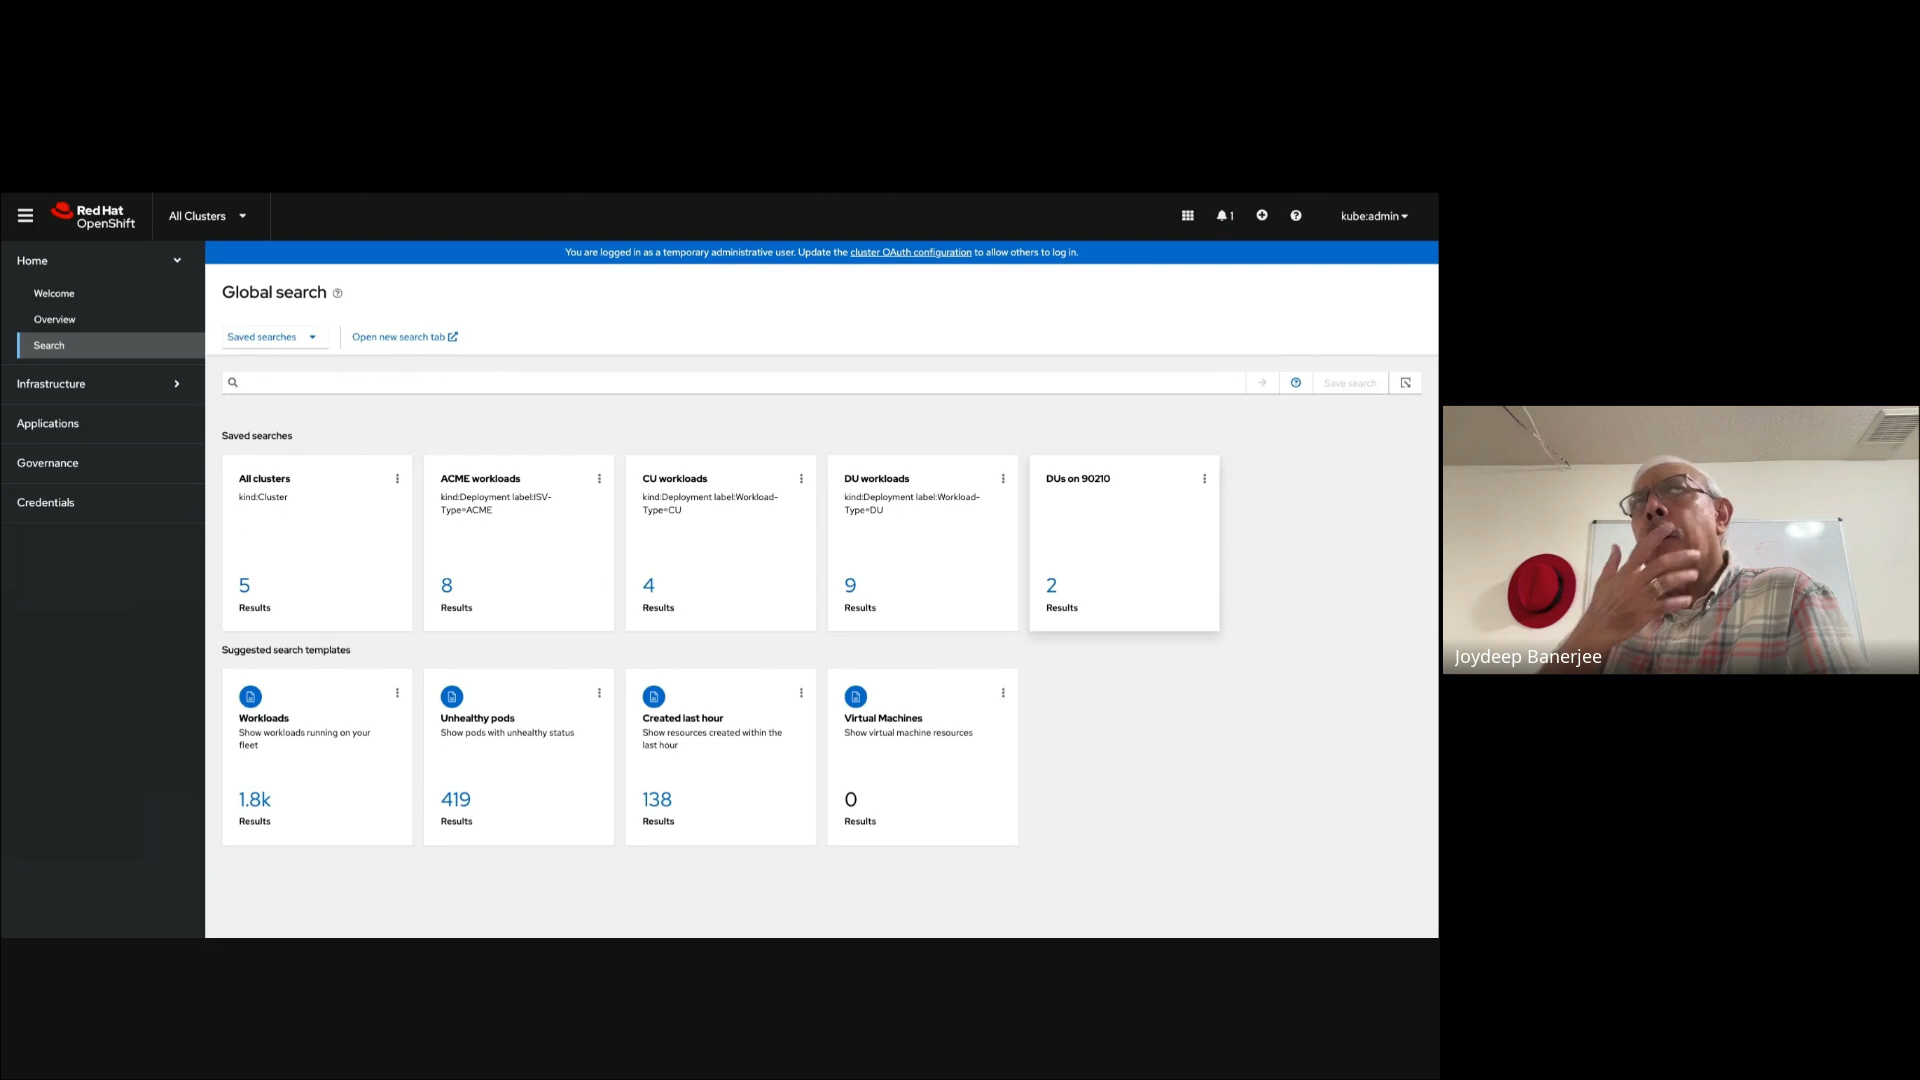 Red Hat
OpenShift
All Clusters
1
kube:admin
Home
Welcome
Overview
Search
Infrastructure
Applications
Governance
Credentials
You are logged in as a temporary administrative user. Update the cluster OAuth configuration to allow others to log in.
Global search
Saved searches
Open new search tab
Save search
Saved searches
All clusters
kind:Cluster
5
Results
ACME workloads
kind:Deployment label:ISV-
Type=ACME
8
Results
CU workloads
kind:Deployment label:Workload-
Type=CU
4
Results
DU workloads
kind:Deployment label:Workload-
Type=DU
9
Results
DUs on 90210
2
Results
Suggested search templates
Workloads
Show workloads running on your
fleet
1.8k
Results
Unhealthy pods
Show pods with unhealthy status
419
Results
Created last hour
Show resources created within the
last hour
138
Results
Virtual Machines
Show virtual machine resources
0
Results
Joydeep Banerjee